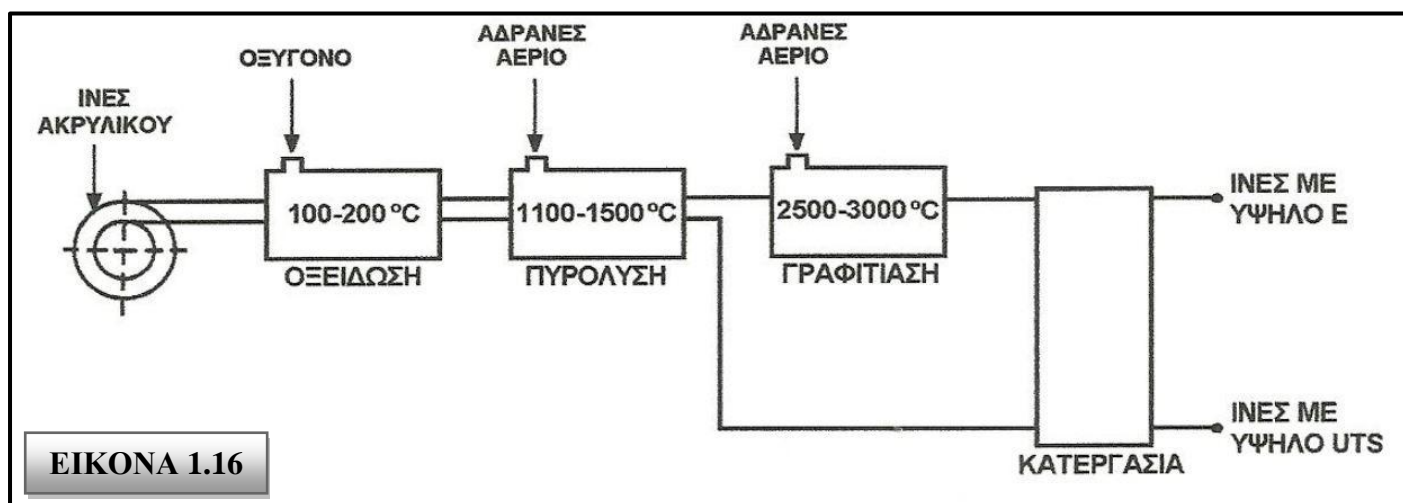 ΙΝΕΣ
ΑΚΡΥΛΙΚΟΥ
ΟΞΥΓΟΝΟ
ΑΔΡΑΝΕΣ
ΑΕΡΙΟ
ΑΔΡΑΝΕΣ
ΑΕΡΙΟ
100-200 °C
ΟΞΕΙΔΩΣΗ
1100-1500 °C
ΠΥΡΟΛΥΣΗ
2500-3000 °C
ΓΡΑΦΙΤΙΑΣΗ
ΙΝΕΣ ΜΕ
ΥΨΗΛΟ Ε
ΙΝΕΣ ΜΕ
ΥΨΗΛΟ UTS
ΚΑΤΕΡΓΑΣΙΑ
ΕΙΚΟΝΑ 1.16